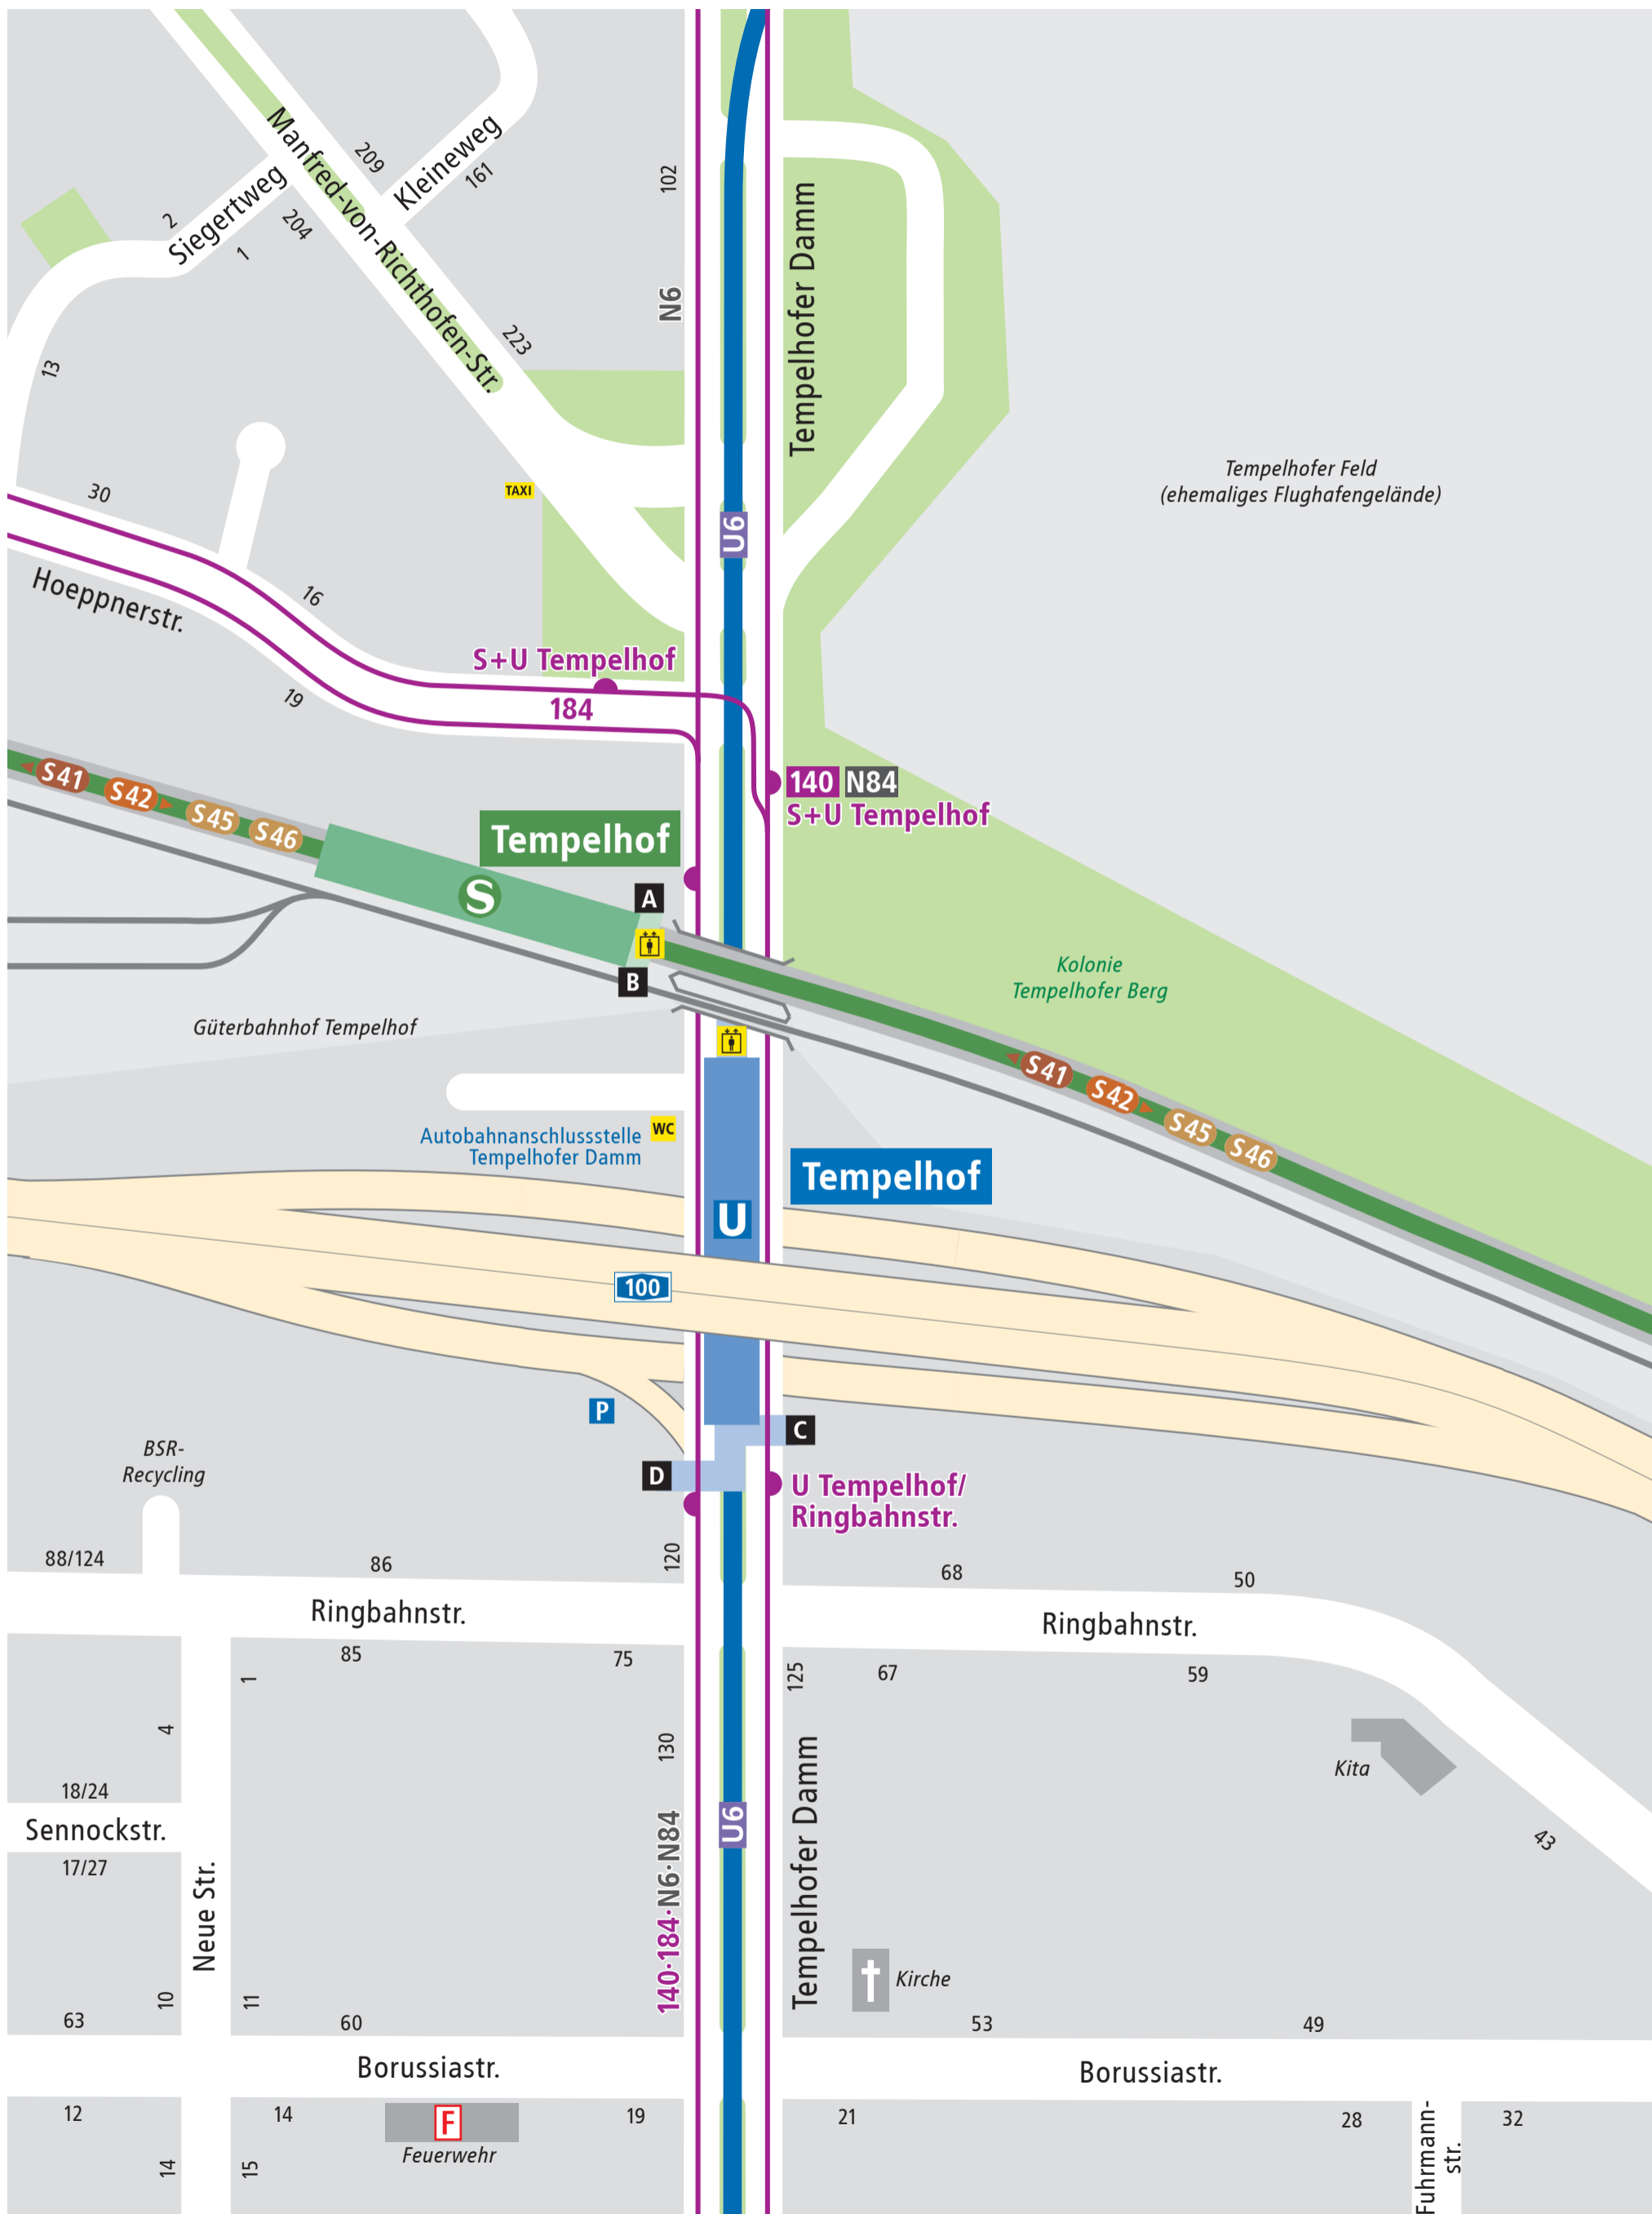 Manfred-von-Richthofen-Str.
209
Kleineweg
161
Siegertweg
2
1
204
102
Tempelhofer Damm
N6
223
13
Tempelhofer Feld
(ehemaliges Flughafengelände)
TAXI
30
U6
Hoeppnerstr.
16
19
S+U Tempelhof
184
S41
S42
S45
S46
140 N84
S+U Tempelhof
Tempelhof
S
A
B
Kolonie
Tempelhofer Berg
Güterbahnhof Tempelhof
S41
S42
S45
S46
WC
Autobahnanschlussstelle
Tempelhofer Damm
Tempelhof
U
100
P
C
D
BSR-
Recycling
U Tempelhof/
Ringbahnstr.
88/124
86
120
68
50
Ringbahnstr.
Ringbahnstr.
85
75
1
125
67
59
4
130
Kita
18/24
Sennockstr.
17/27
43
U6
Tempelhofer Damm
140·184·N6·N84
Neue Str.
Kirche
10
11
63
60
53
49
Borussiastr.
Borussiastr.
12
14
F
Feuerwehr
19
21
28
32
14
15
Fuhrmann-
str.